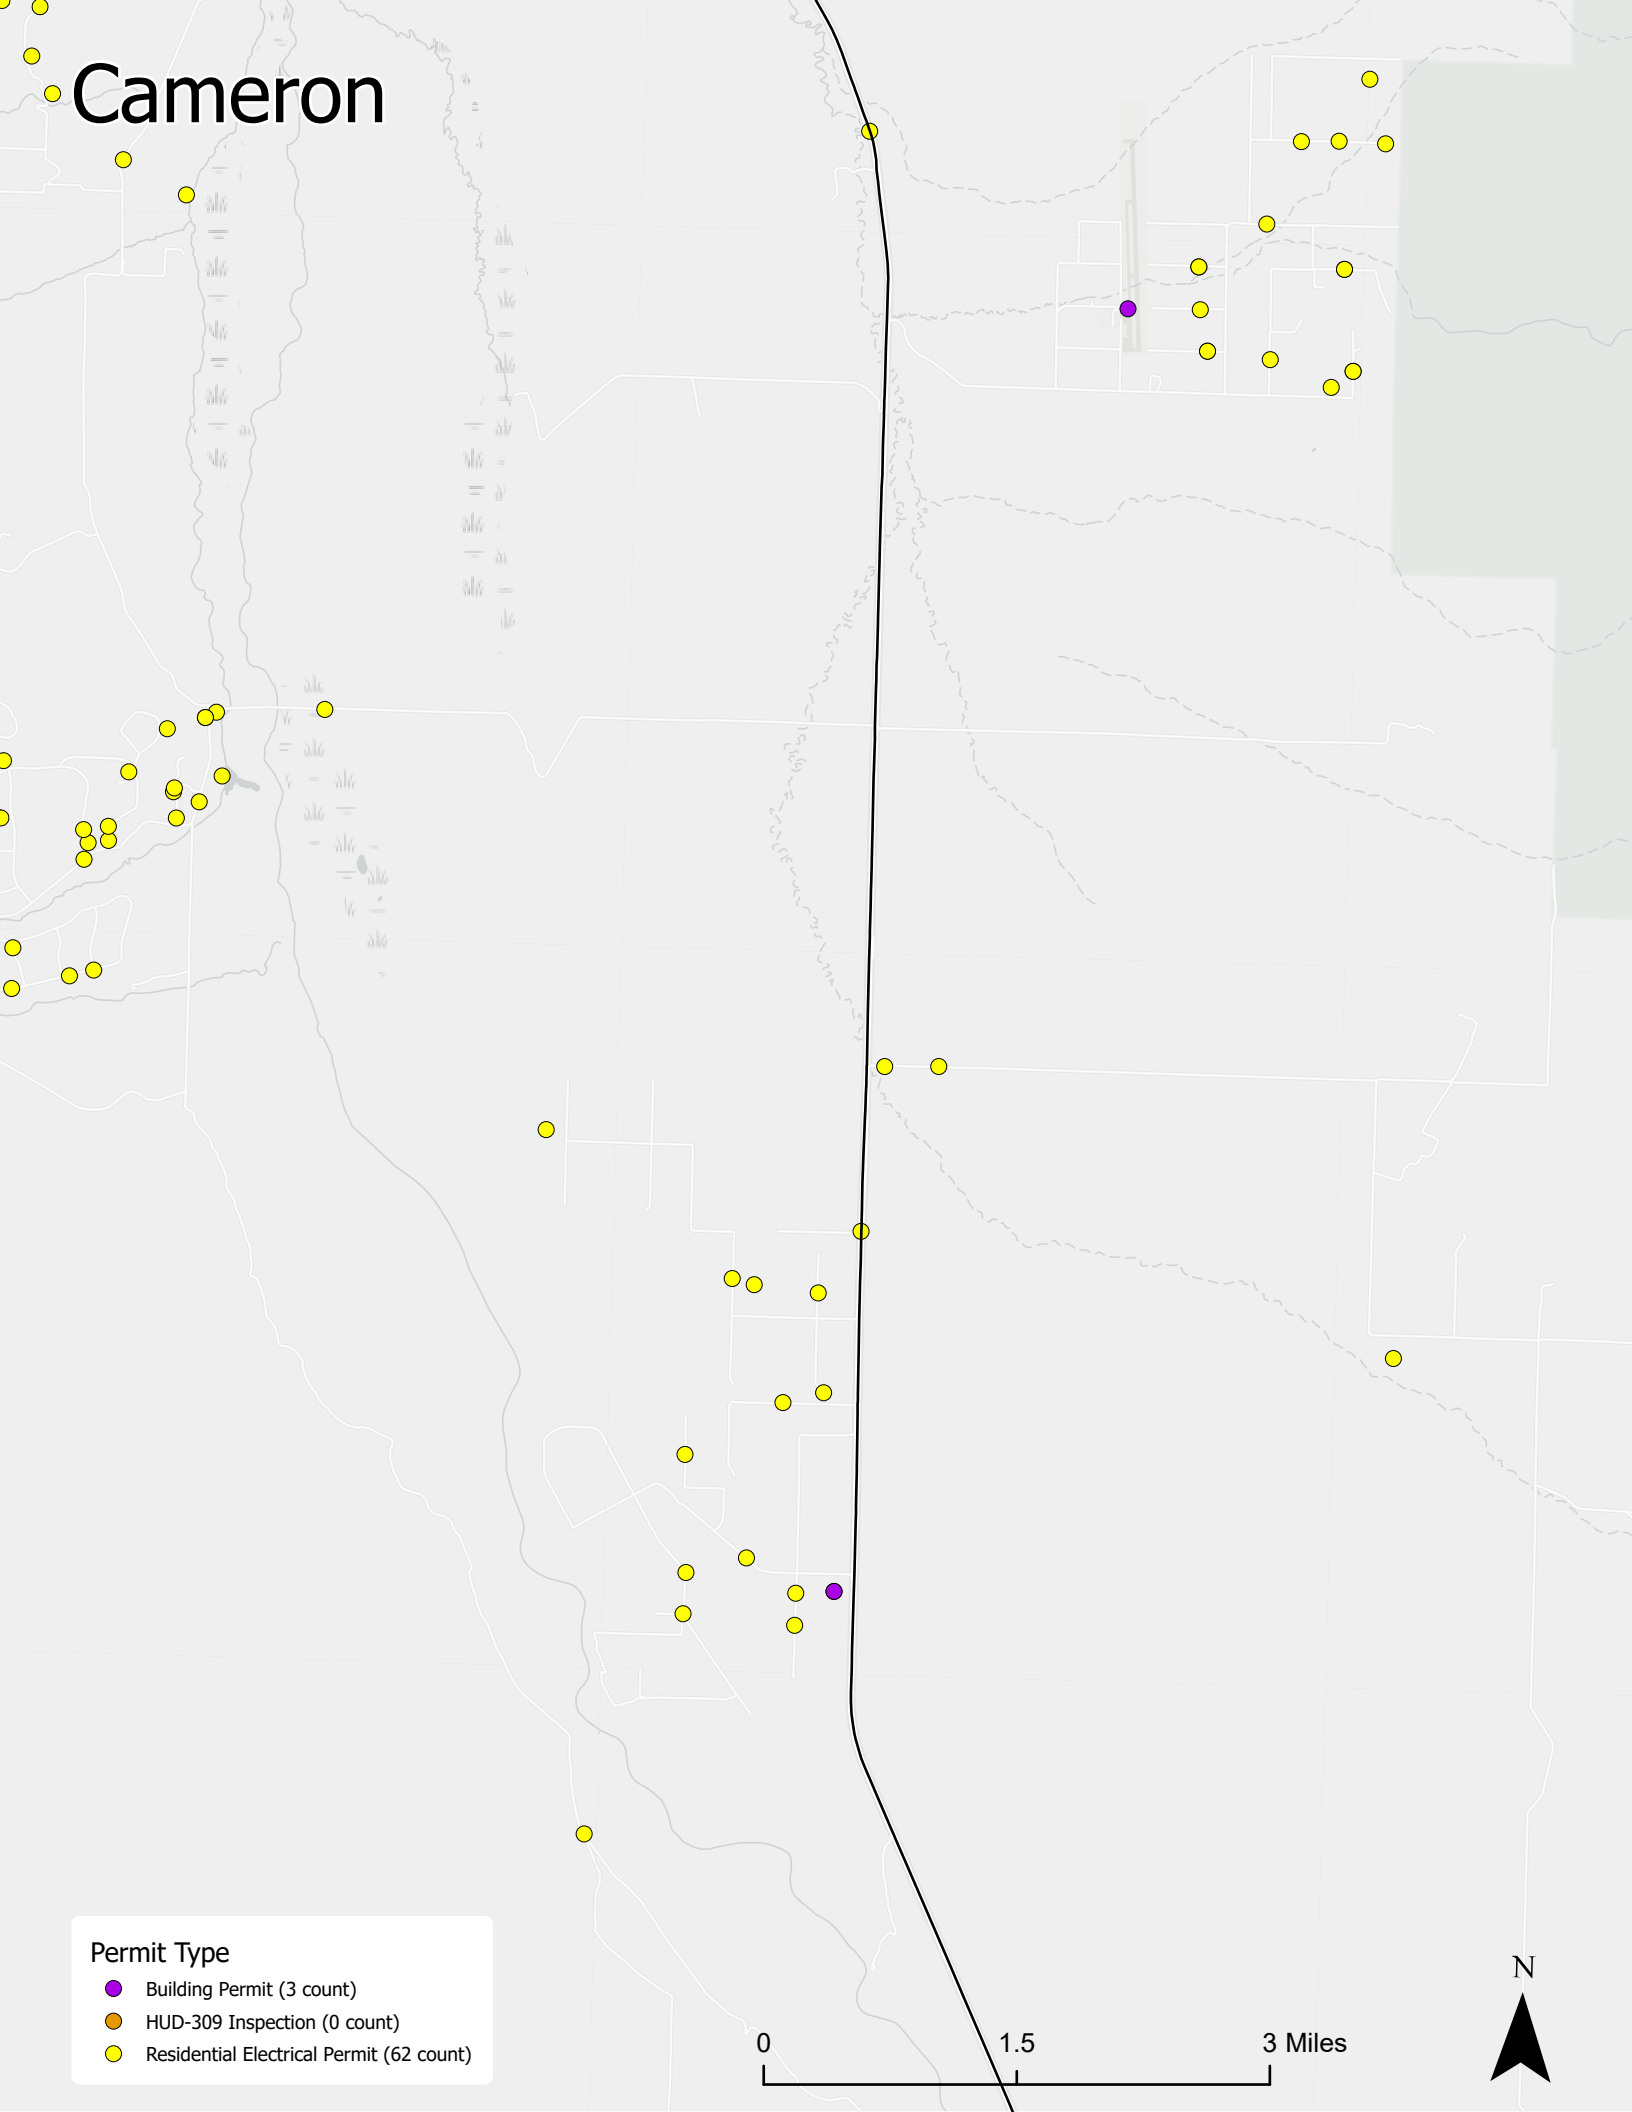 Cameron
Permit Type
Building Permit (3 count)
HUD-309 Inspection (0 count)
Residential Electrical Permit (62 count)
0 1.5 3 Miles
N